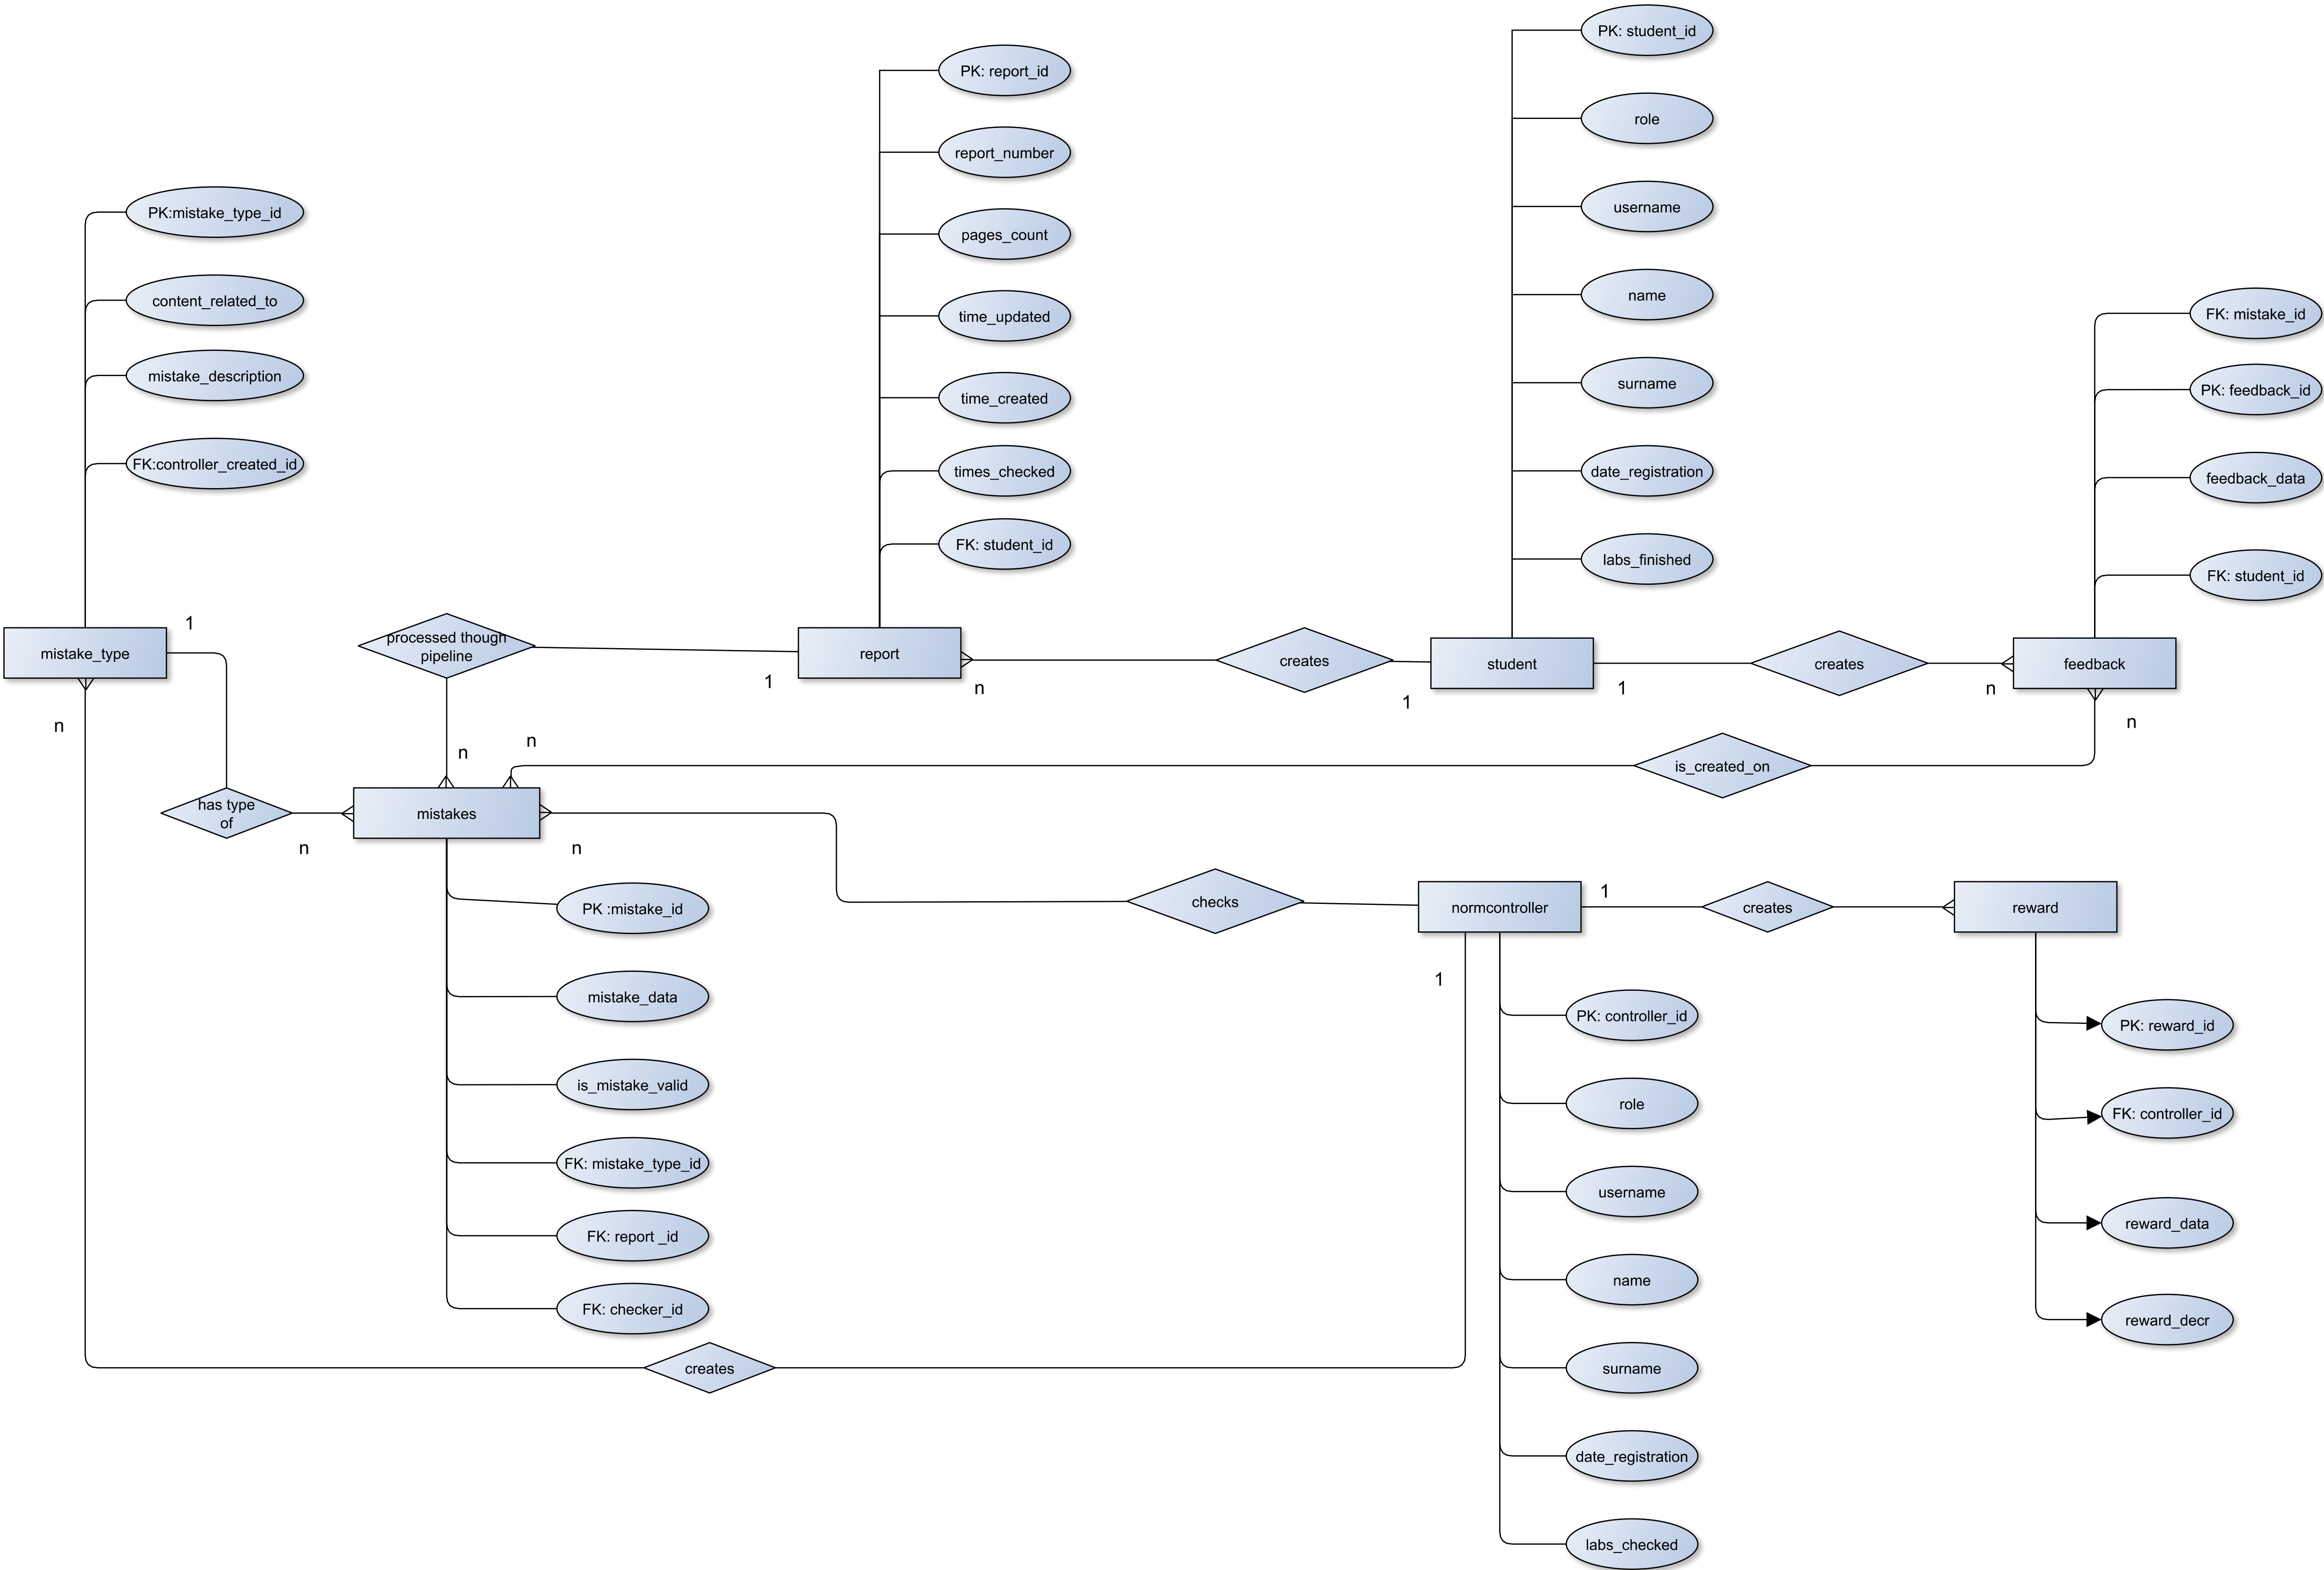 PK: student_id
PK: report_id
role
report_number
username
PK:mistake_type_id
pages_count
name
content_related_to
time_updated
FK: mistake_id
mistake_description
time_created
surname
PK: feedback_id
FK:controller_created_id
times_checked
date_registration
feedback_data
FK: student_id
labs_finished
FK: student_id
1
processed though
pipeline
mistake_type
report
creates
student
creates
feedback
1
n
1
1
n
n
n
n
n
is_created_on
has type
of
mistakes
n
n
checks
normcontroller
1
creates
reward
PK :mistake_id
1
mistake_data
PK: controller_id
PK: reward_id
is_mistake_valid
role
FK: controller_id
FK: mistake_type_id
username
reward_data
FK: report _id
name
FK: checker_id
reward_decr
creates
surname
date_registration
labs_checked